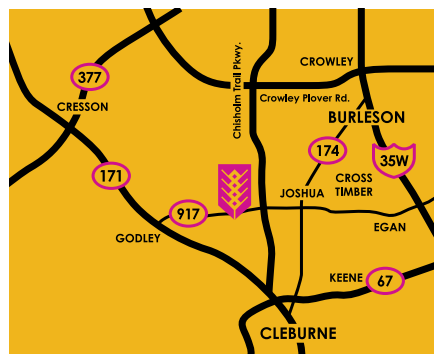 CROWLEY
377
Chisholm Trail Pkwy.
Crowley Plover Rd.
CRESSON
BURLESON
174
35W
171
CROSS
TIMBER
JOSHUA
917
EGAN
GODLEY
KEENE
67
CLEBURNE